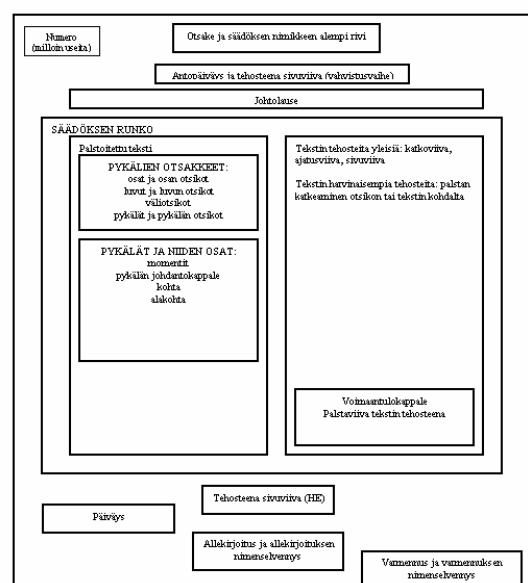 Numero
(milloin useita)
Otsake ja säädöksen nimikkeen alempi rivi
Antopäiväys ja tehosteena sivuviiva (vahvistusvaihe)
Johtolause
SÄÄDÖKSEN RUNKO
Palstoitettu teksti
PYKÄLIEN OTSAKKEET:
osat ja osan otsikot
luvut ja luvun otsikot
väliotsikot
pykälät ja pykälän otsikot
PYKÄLÄT JA NIIDEN OSAT:
momentit
pykälän johdantokappale
kohta
alakohta
Tekstin tehosteita yleisiä: katkoviiva,
ajatusviiva, sivuviiva
Tekstin harvinaisempia tehosteita: palstan
katkeaminen otsikon tai tekstin kohdalta
Voimaantulokappale
Palstaviiva tekstin tehosteena
Tehosteena sivuviiva (HE)
Päiväys
Allekirjoitus ja allekirjoituksen
nimenselvennys
Varmennus ja varmennuksen
nimenselvennys